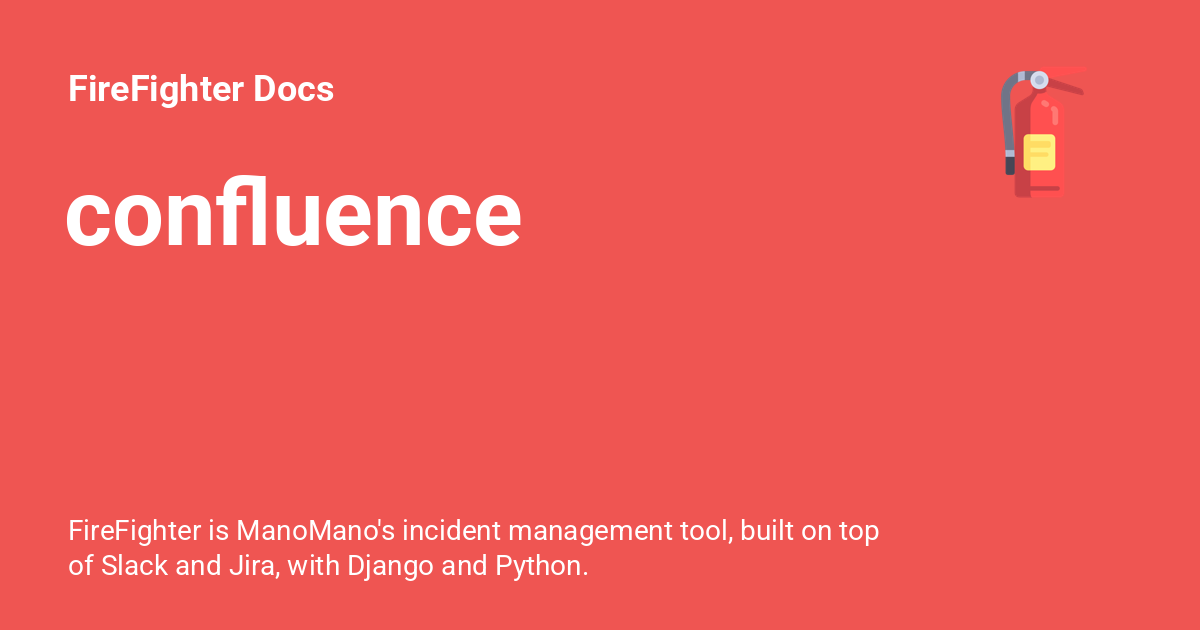 FireFighter Docs
confluence
FireFighter is ManoMano's incident management tool, built on top
of Slack and Jira, with Django and Python.